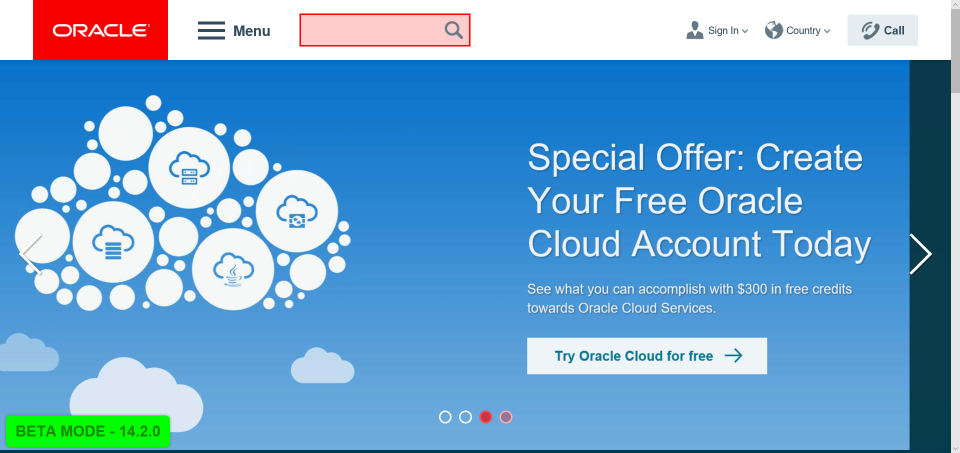 ORACLE
Menu
Sign In
Country
Call
Special Offer: Create
Your Free Oracle
Cloud Account Today
See what you can accomplish with $300 in free credits
towards Oracle Cloud Services.
Try Oracle Cloud for free
BETA MODE - 14.2.0